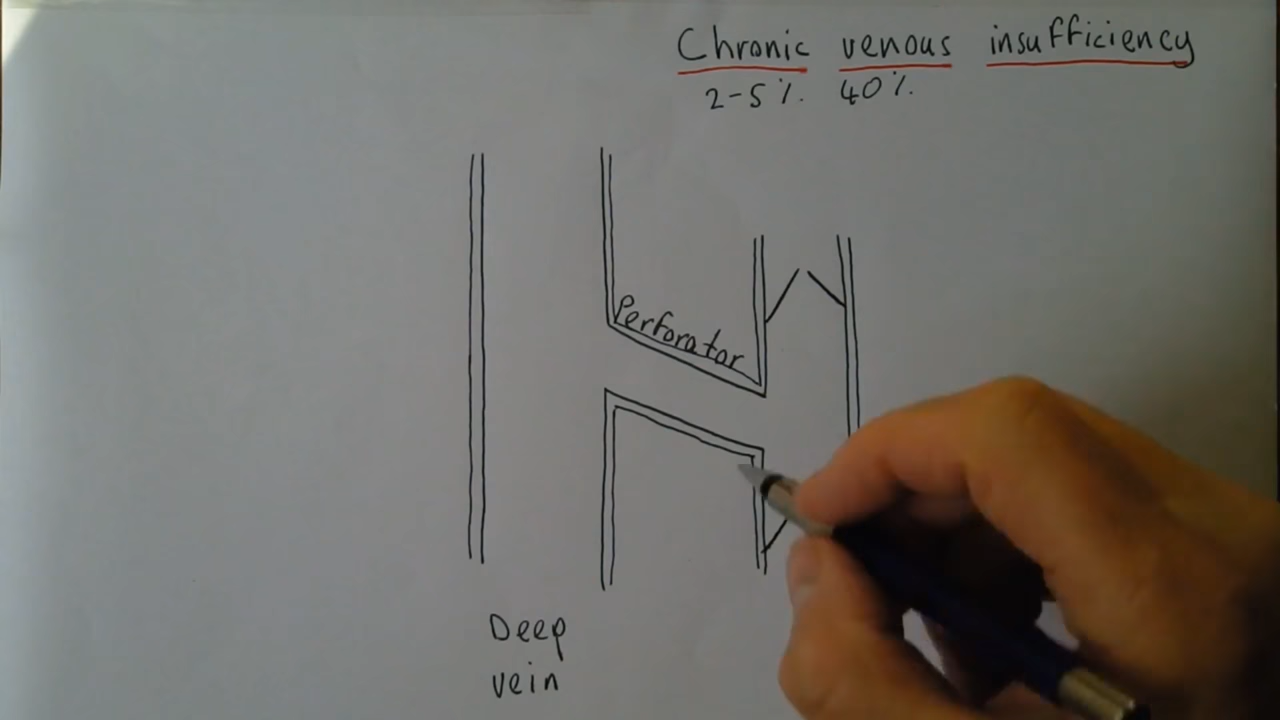 Chronic venous insufficiency
2-5% 40%
Perforator
Deep
vein